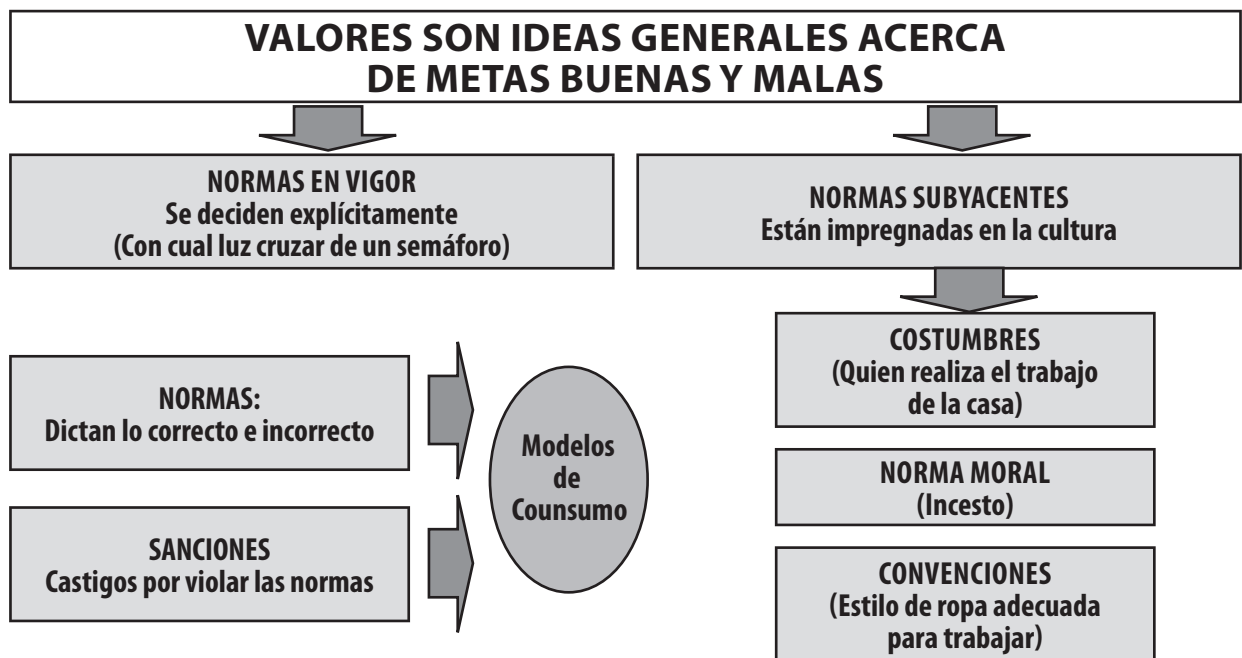 VALORES SON IDEAS GENERALES ACERCA
DE METAS BUENAS Y MALAS
NORMAS EN VIGOR
Se deciden explícitamente
(Con cual luz cruzar de un semáforo)
NORMAS SUBYACENTES
Están impregnadas en la cultura
NORMAS:
Dictan lo correcto e incorrecto
SANCIONES
Castigos por violar las normas
Modelos
de
Counsumo
COSTUMBRES
(Quien realiza el trabajo
de la casa)
NORMA MORAL
(Incesto)
CONVENCIONES
(Estilo de ropa adecuada
para trabajar)